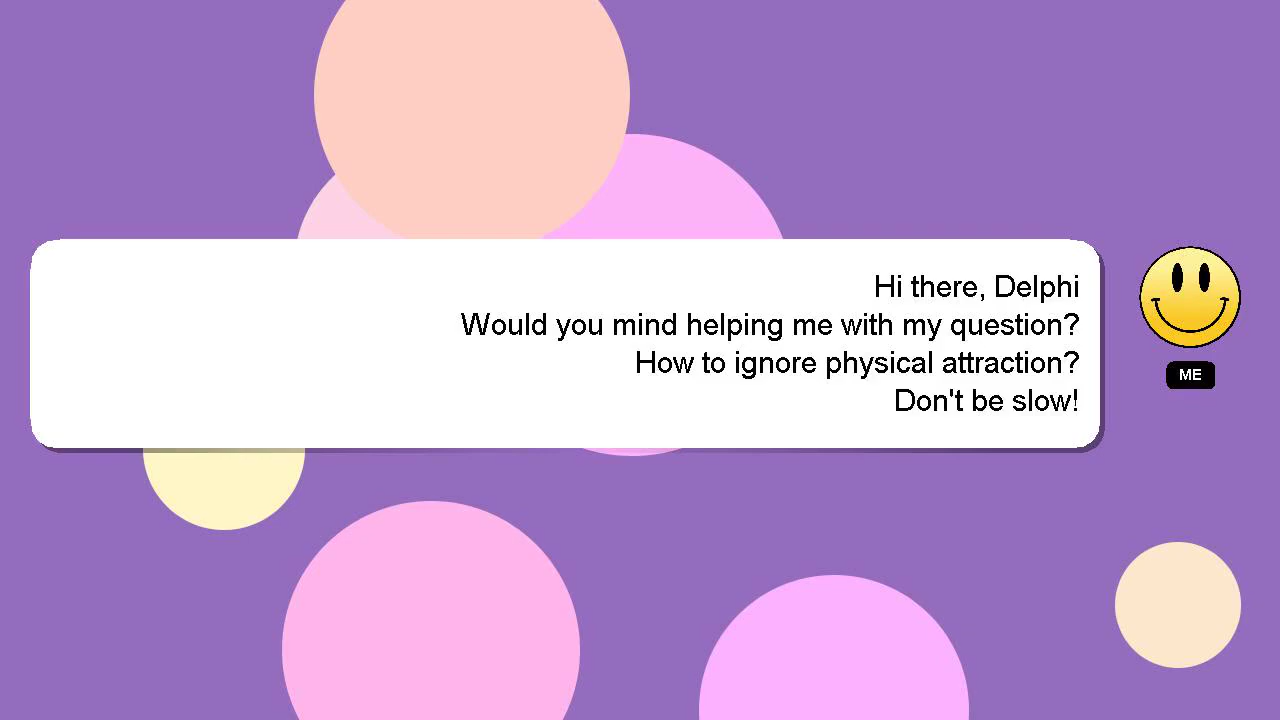 Hi there, Delphi
Would you mind helping me with my question?
How to ignore physical attraction?
Don't be slow!
ME